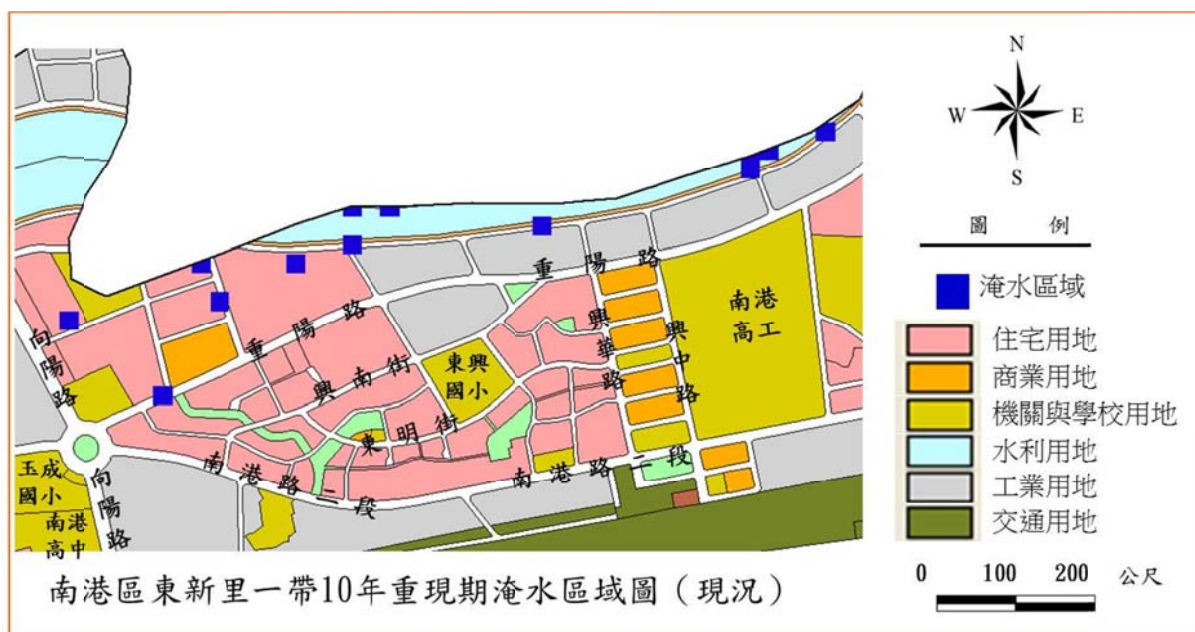 N
W E
S
圖 例
淹水區域
住宅用地
商業用地
機關與學校用地
水利用地
工業用地
交通用地
0 100 200 公尺
重陽路
南港
高工
興華路
興中路
向陽路
重陽路
興南街
東興
國小
東明街
南港路二段
南港路二段
玉成
國小
南港
高中
向陽路
南港區東新里一帶10年重現期淹水區域圖（現況）